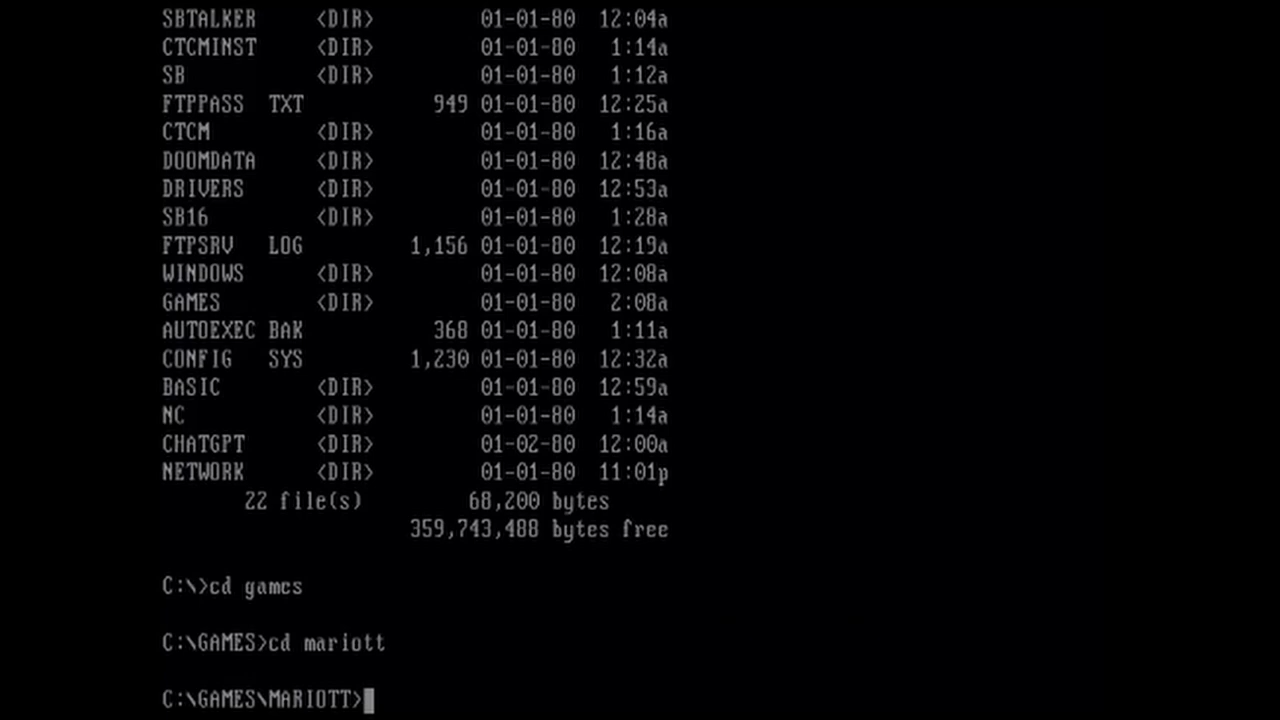 SBTALKER <DIR> 01-01-80 12:04a
CTCMINST <DIR> 01-01-80 1:14a
SB <DIR> 01-01-80 1:12a
FTPPASS TXT 949 01-01-80 12:25a
CTCM <DIR> 01-01-80 1:16a
DOOMDATA <DIR> 01-01-80 12:48a
DRIVERS <DIR> 01-01-80 12:53a
SB16 <DIR> 01-01-80 1:28a
FTPSRV LOG 1,156 01-01-80 12:19a
WINDOWS <DIR> 01-01-80 12:08a
GAMES <DIR> 01-01-80 2:08a
AUTOEXEC BAK 368 01-01-80 1:11a
CONFIG SYS 1,230 01-01-80 12:32a
BASIC <DIR> 01-01-80 12:59a
NC <DIR> 01-01-80 1:14a
CHATGPT <DIR> 01-02-80 12:00a
NETWORK <DIR> 01-01-80 11:01p
22 file(s) 68,200 bytes
359,743,488 bytes free
C:\>cd games
C:\GAMES>cd mariott
C:\GAMES\MARIOTT>